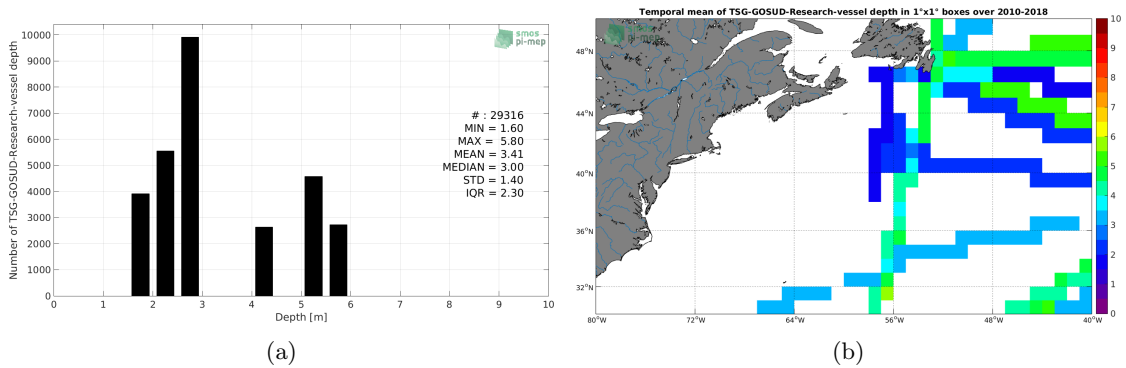 Number of TSG-GOSUD-Research-vessel depth
10000
9000
8000
7000
6000
5000
4000
3000
2000
1000
0
0 1 2 3 4 5 6 7 8 9 10
Depth [m]
smos
pi-mep
# : 29316
MIN = 1.60
MAX = 5.80
MEAN = 3.41
MEDIAN = 3.00
STD = 1.40
IQR = 2.30
(a)
Temporal mean of TSG-GOSUD-Research-vessel depth in 1°x1° boxes over 2010-2018
smos
pi-mep
48°N
44°N
40°N
36°N
32°N
80°W 72°W 64°W 56°W 48°W 40°W
10
9
8
7
6
5
4
3
2
1
0
(b)